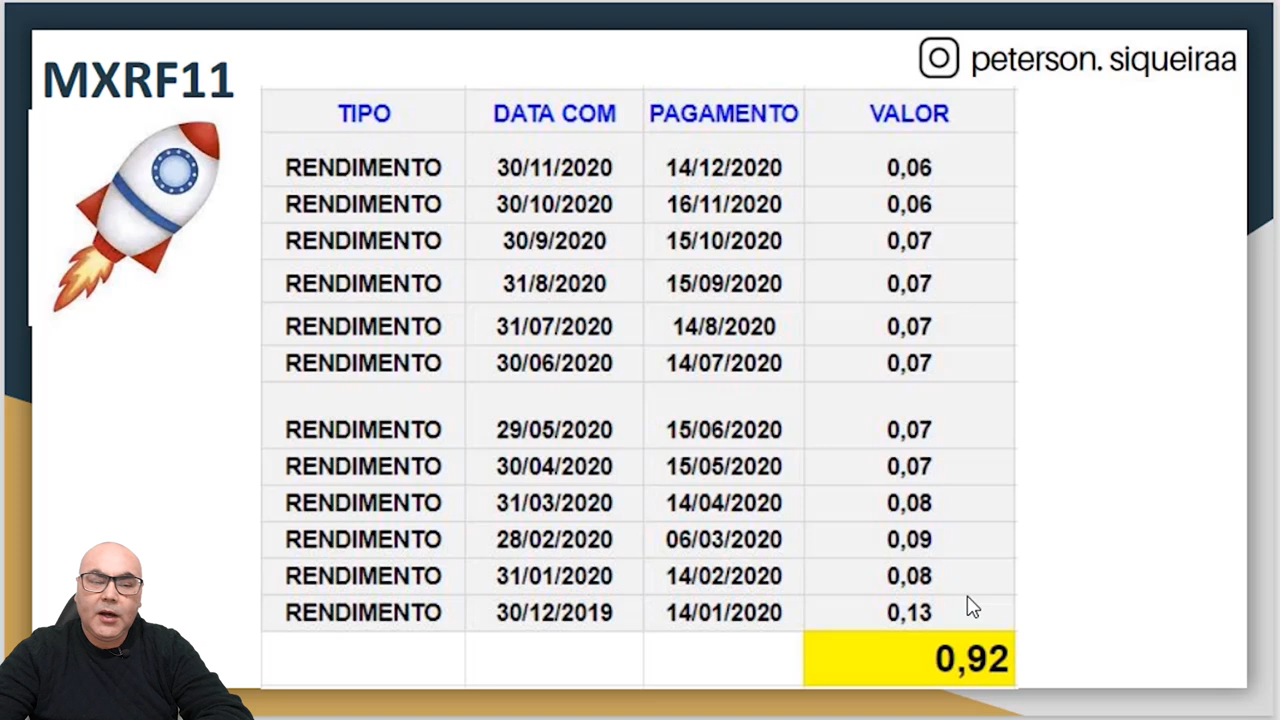 MXRF11
peterson. siqueiraa
TIPO DATA COM PAGAMENTO VALOR
RENDIMENTO 30/11/2020 14/12/2020 0,06
RENDIMENTO 30/10/2020 16/11/2020 0,06
RENDIMENTO 30/9/2020 15/10/2020 0,07
RENDIMENTO 31/8/2020 15/09/2020 0,07
RENDIMENTO 31/07/2020 14/8/2020 0,07
RENDIMENTO 30/06/2020 14/07/2020 0,07
RENDIMENTO 29/05/2020 15/06/2020 0,07
RENDIMENTO 30/04/2020 15/05/2020 0,07
RENDIMENTO 31/03/2020 14/04/2020 0,08
RENDIMENTO 28/02/2020 06/03/2020 0,09
RENDIMENTO 31/01/2020 14/02/2020 0,08
RENDIMENTO 30/12/2019 14/01/2020 0,13
0,92